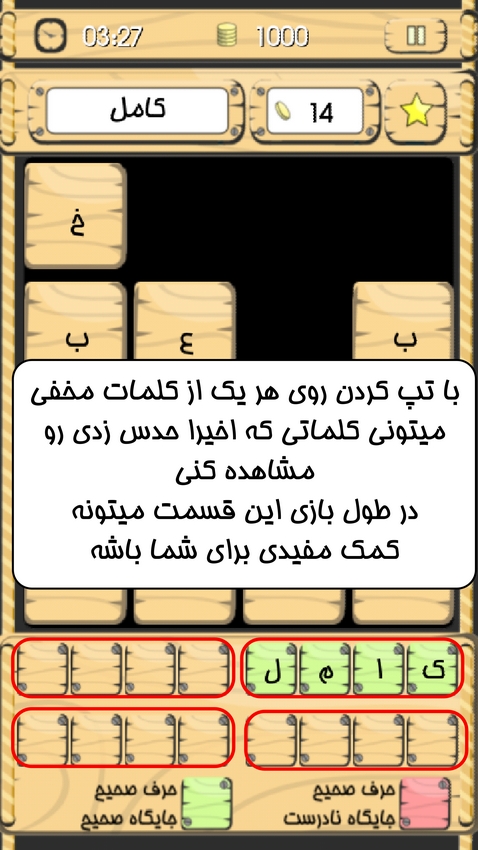 03:27
1000
کامل
14
خ
ب ع ب
با تپ کردن روی هر یک از کلمات مخفی
میتونی کلماتی که اخیرا حدس زدی رو
مشاهده کنی
در طول بازی این قسمت میتونه
کمک مفیدی برای شما باشه
ک ا م ل
حرف صحیح
جایگاه نادرست
حرف صحیح
جایگاه صحیح